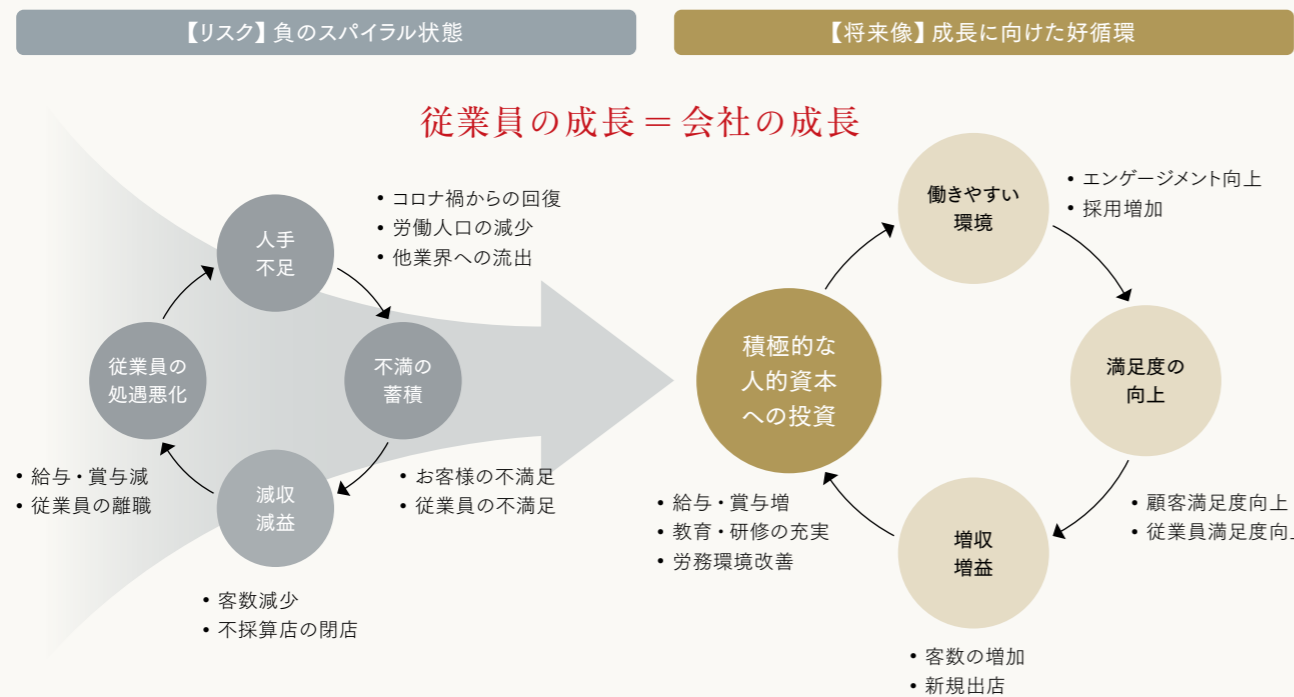 【リスク】負のスパイラル状態
【将来像】成長に向けた好循環
従業員の成長＝会社の成長
人手
不足
• コロナ禍からの回復
• 労働人口の減少
• 他業界への流出
不満の
蓄積
• お客様の不満足
• 従業員の不満足
減収
減益
• 客数減少
• 不採算店の閉店
従業員の
処遇悪化
• 給与・賞与減
• 従業員の離職
働きやすい
環境
• エンゲージメント向上
• 採用増加
満足度の
向上
• 顧客満足度向上
• 従業員満足度向上
増収
増益
• 客数の増加
• 新規出店
積極的な
人的資本
への投資
• 給与・賞与増
• 教育・研修の充実
• 労務環境改善